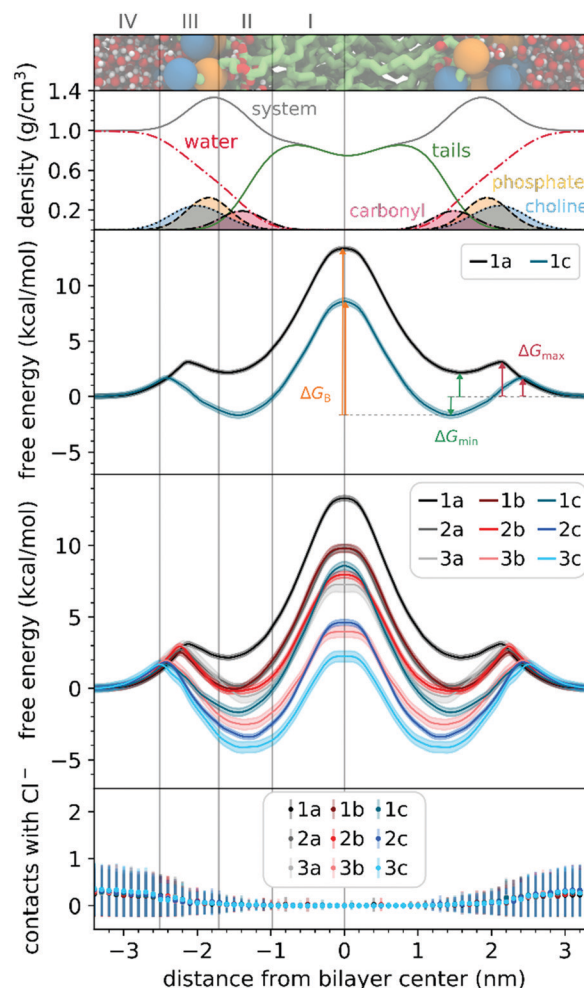 IV III II I
1.4
1.0
0.6
0.2
density (g/cm³)
system
water
tails
phosphate
carbonyl
choline
10
5
0
−5
free energy (kcal/mol)
1a 1c
ΔG_B
ΔG_max
ΔG_min
10
5
0
−5
free energy (kcal/mol)
1a 1b 1c
2a 2b 2c
3a 3b 3c
2
1
0
contacts with Cl⁻
1a 1b 1c
2a 2b 2c
3a 3b 3c
−3 −2 −1 0 1 2 3
distance from bilayer center (nm)